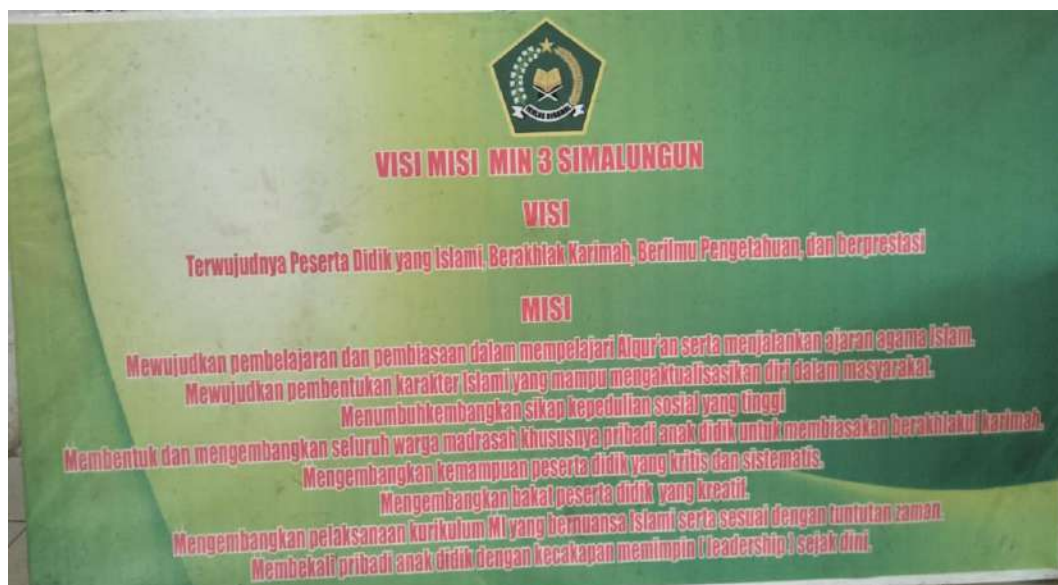 IKHLAS BERAMAL
VISI MISI MIN 3 SIMALUNGUN
VISI
Terwujudnya Peserta Didik yang Islami, Berakhlak Karimah, Berilmu Pengetahuan, dan berprestasi
MISI
Mewujudkan pembelajaran dan pembiasaan dalam mempelajari Alqur'an serta menjalankan ajaran agama Islam.
Mewujudkan pembentukan karakter Islami yang mampu mengaktualisasikan diri dalam masyarakat.
Menumbuhkembangkan sikap kepedulian sosial yang tinggi
Membentuk dan mengembangkan seluruh warga madrasah khususnya pribadi anak didik untuk membiasakan berakhlakul karimah.
Mengembangkan kemampuan peserta didik yang kritis dan sistematis.
Mengembangkan bakat peserta didik yang kreatif.
Mengembangkan pelaksanaan kurikulum MI yang bernuansa Islami serta sesuai dengan tuntutan zaman.
Membekali pribadi anak didik dengan kecakapan memimpin ( leadership ) sejak dini.